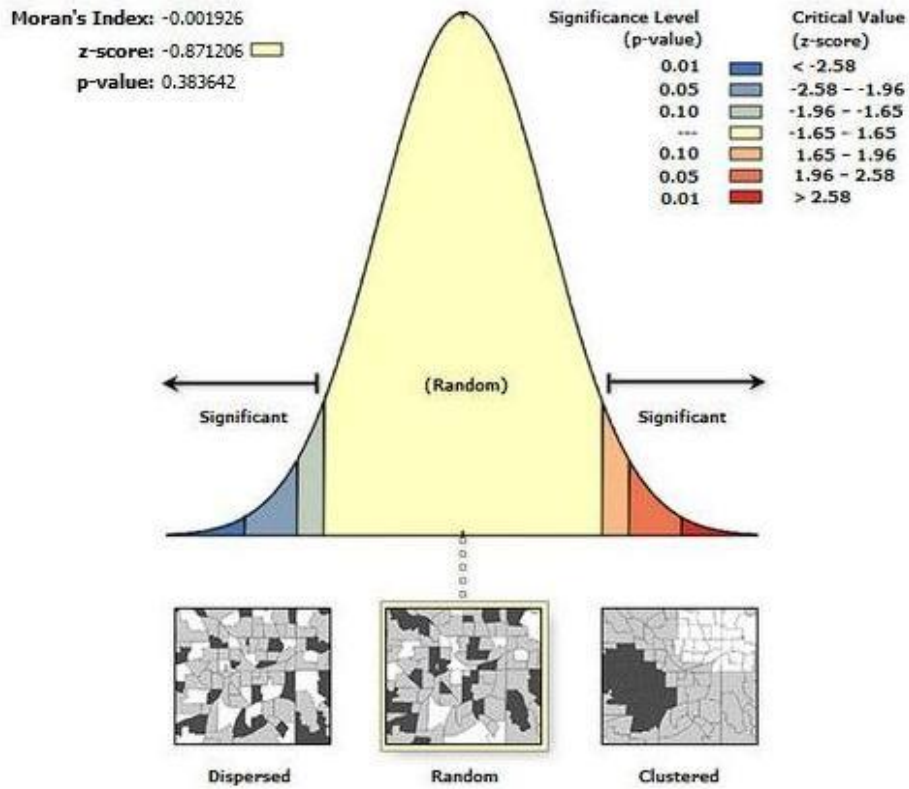 Moran's Index: -0.001926
z-score: -0.871206
p-value: 0.383642
Significance Level
(p-value)
Critical Value
(z-score)
0.01 < -2.58
0.05 -2.58 – -1.96
0.10 -1.96 – -1.65
--- -1.65 – 1.65
0.10 1.65 – 1.96
0.05 1.96 – 2.58
0.01 > 2.58
(Random)
Significant
Significant
Dispersed
Random
Clustered